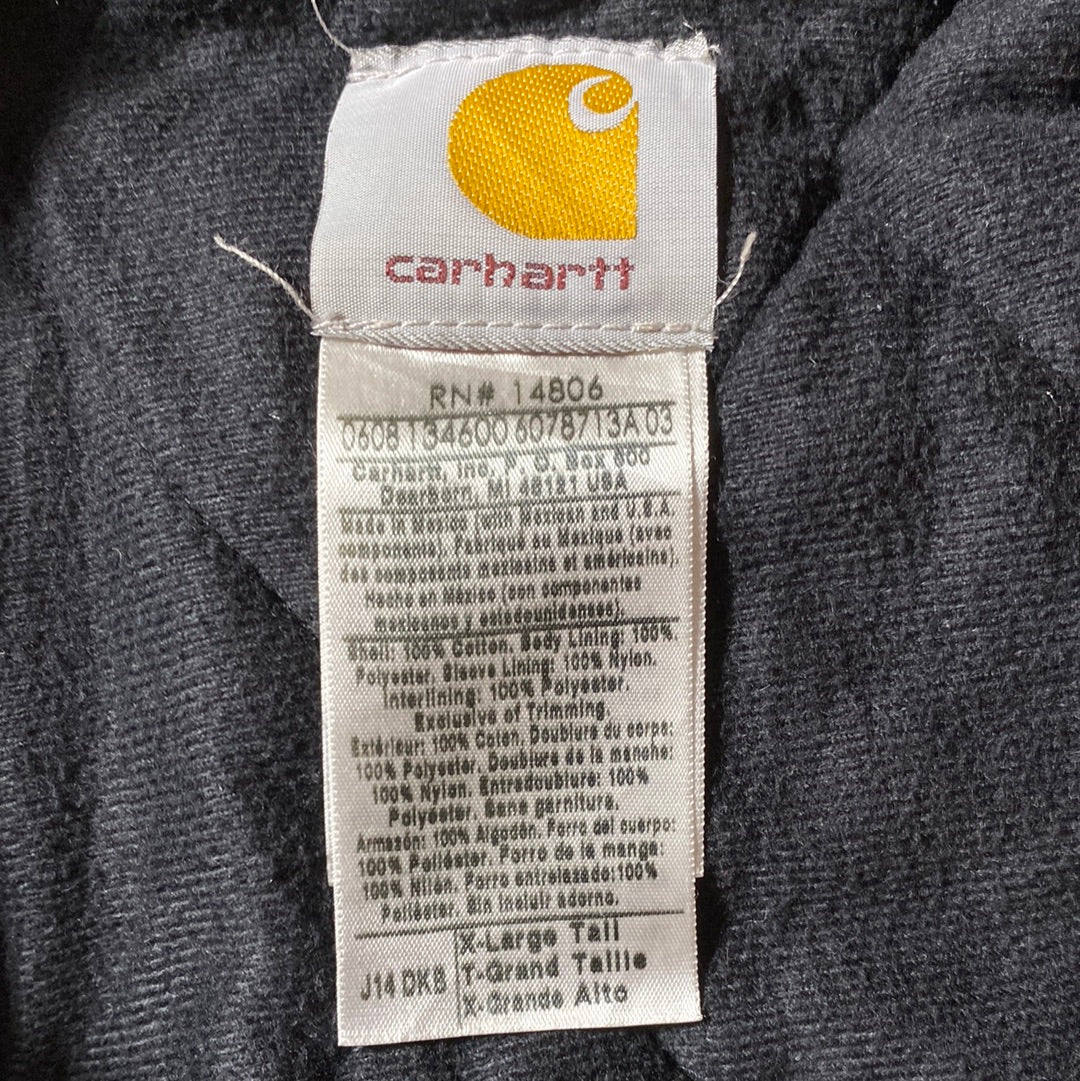 carhartt
RN# 14806
0608 134600 6078713A 03
Carhartt, Inc. P. O. Box 600
Dearborn, MI 48121 USA
Made in Mexico (with Mexican and U.S.A.
components). Fabriqué au Mexique (avec
des composants mexicains et américains).
Hecho en México (con componentes
mexicanos y estadounidenses).
Shell: 100% Cotton. Body Lining: 100%
Polyester. Sleeve Lining: 100% Nylon.
Interlining: 100% Polyester.
Exclusive of Trimming.
Extérieur: 100% Coton. Doublure du corps:
100% Polyester. Doublure de la manche:
100% Nylon. Entredoublure: 100%
Polyéster. Sans garniture.
Armazón: 100% Algodón. Forro del cuerpo:
100% Poliéster. Forro de la manga:
100% Nilón. Forro entrelazado: 100%
Poliéster. Sin incluir adorno.
J14 DKB
X-Large Tall
T-Grand Taille
X-Grande Alto